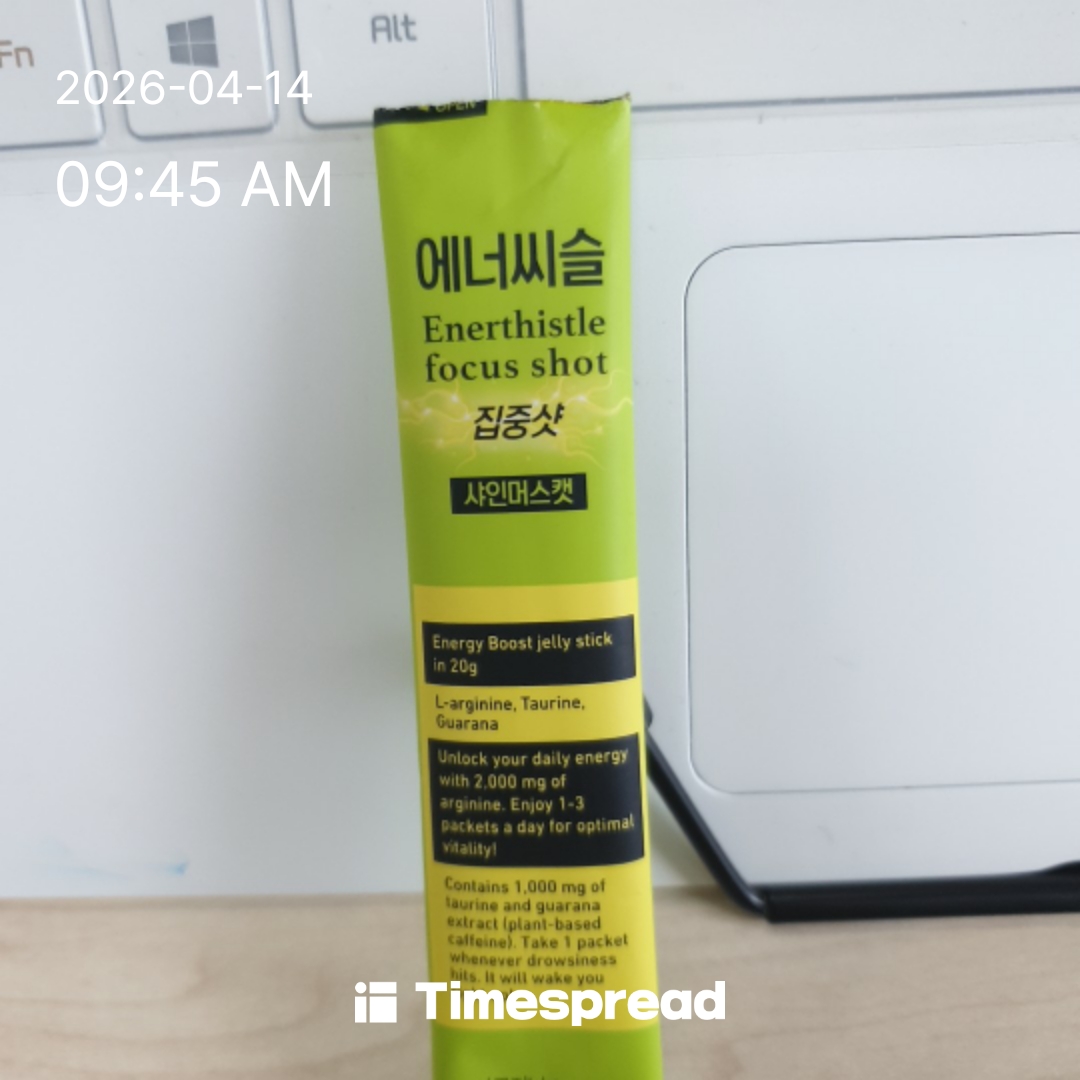 Fn
Alt
2026-04-14
09:45 AM
OPEN
에너씨슬
Enerthistle
focus shot
집중샷
샤인머스캣
Energy Boost jelly stick
in 20g
L-arginine, Taurine,
Guarana
Unlock your daily energy
with 2,000 mg of
arginine. Enjoy 1-3
packets a day for optimal
vitality!
Contains 1,000 mg of
taurine and guarana
extract (plant-based
caffeine). Take 1 packet
whenever drowsiness
hits. It will wake you
Timespread